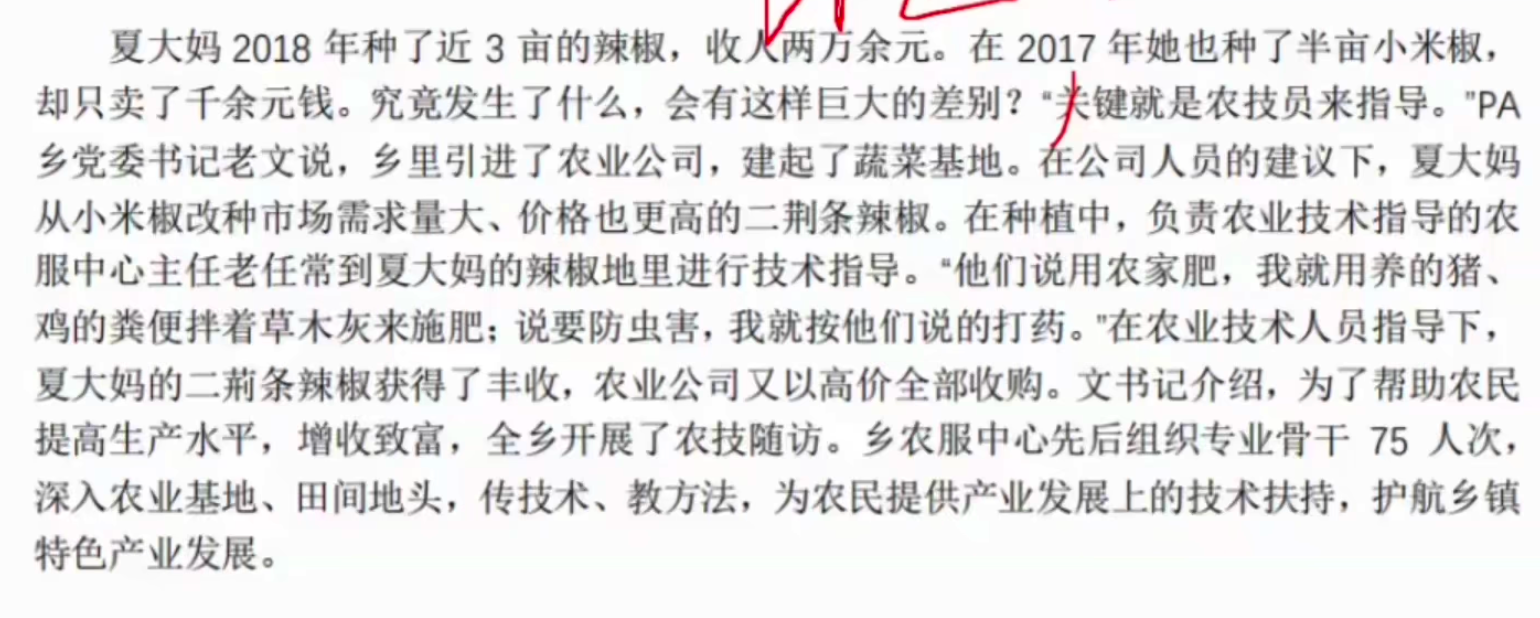 夏大妈 2018 年种了近 3 亩的辣椒，收人两万余元。在 2017 年她也种了半亩小米椒，
却只卖了千余元钱。究竟发生了什么，会有这样巨大的差别？“关键就是农技员来指导。”PA
乡党委书记老文说，乡里引进了农业公司，建起了蔬菜基地。在公司人员的建议下，夏大妈
从小米椒改种市场需求量大、价格也更高的二荆条辣椒。在种植中，负责农业技术指导的农
服中心主任老任常到夏大妈的辣椒地里进行技术指导。“他们说用农家肥，我就用养的猪、
鸡的粪便拌着草木灰来施肥；说要防虫害，我就按他们说的打药。”在农业技术人员指导下，
夏大妈的二荆条辣椒获得了丰收，农业公司又以高价全部收购。文书记介绍，为了帮助农民
提高生产水平，增收致富，全乡开展了农技随访。乡农服中心先后组织专业骨干 75 人次，
深入农业基地、田间地头，传技术、教方法，为农民提供产业发展上的技术扶持，护航乡镇
特色产业发展。